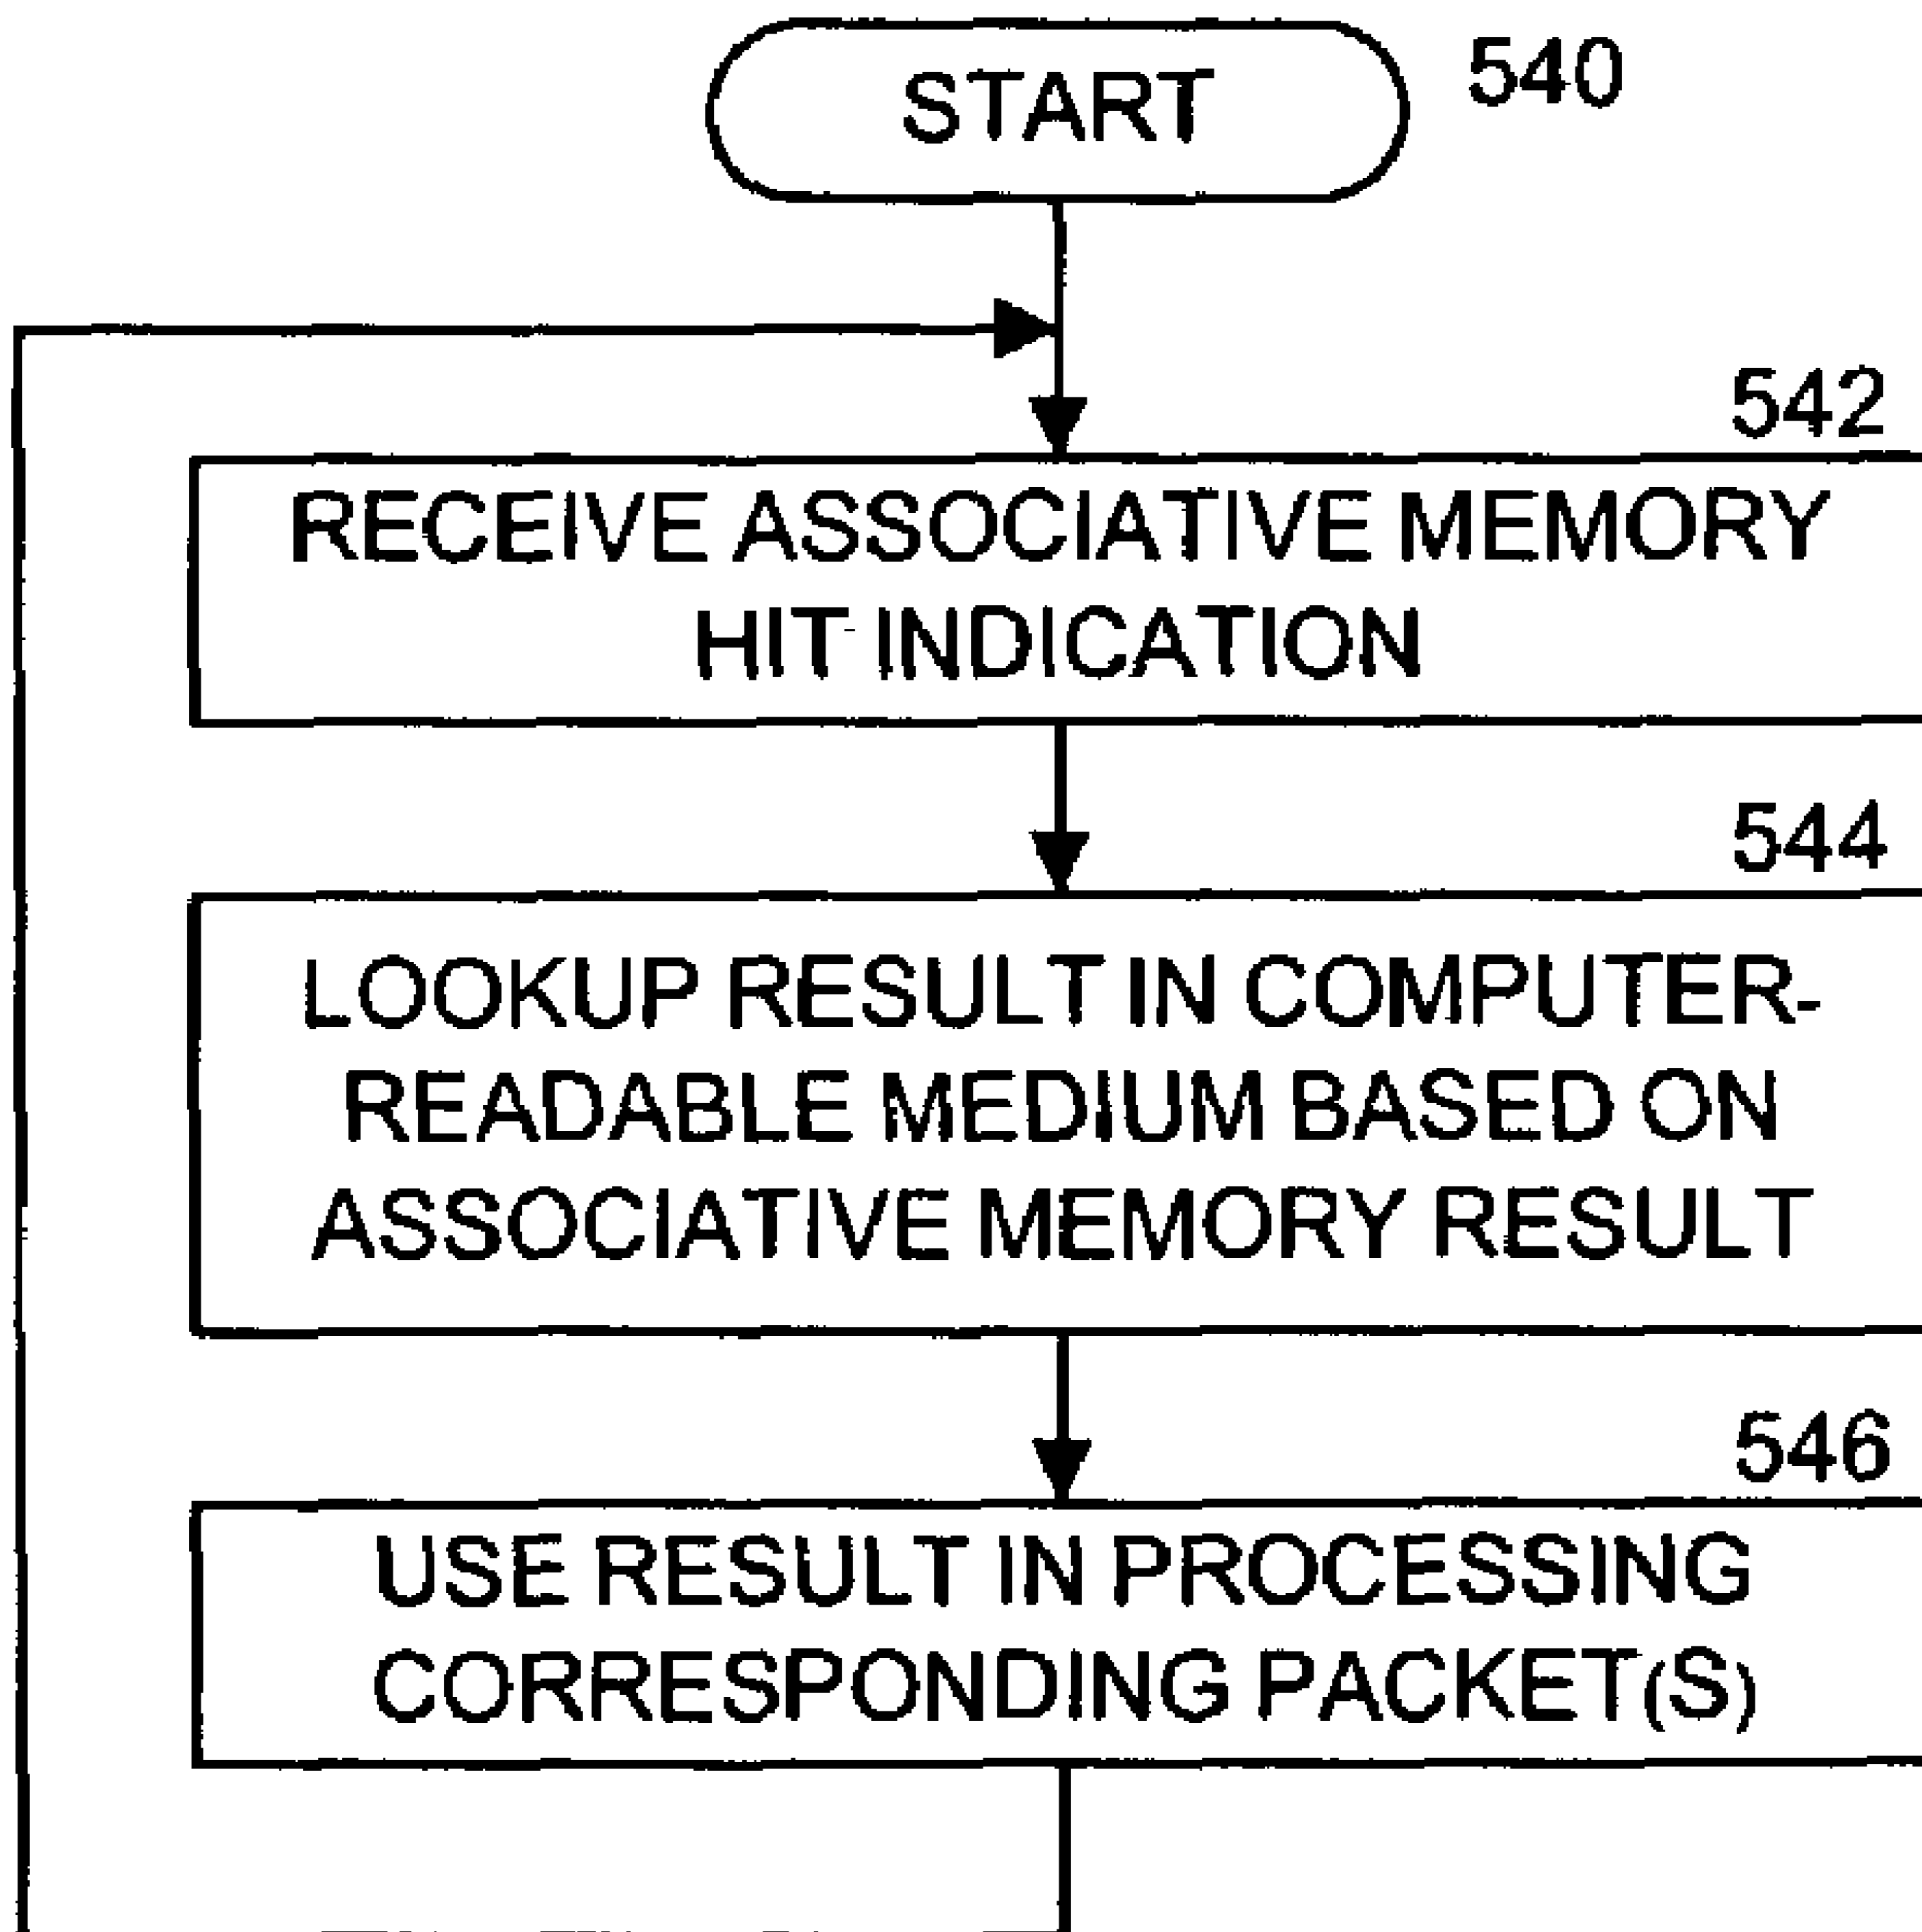 START
540
542
RECEIVE ASSOCIATIVE MEMORY
HIT INDICATION
544
LOOKUP RESULT IN COMPUTER-
READABLE MEDIUM BASED ON
ASSOCIATIVE MEMORY RESULT
546
USE RESULT IN PROCESSING
CORRESPONDING PACKET(S)